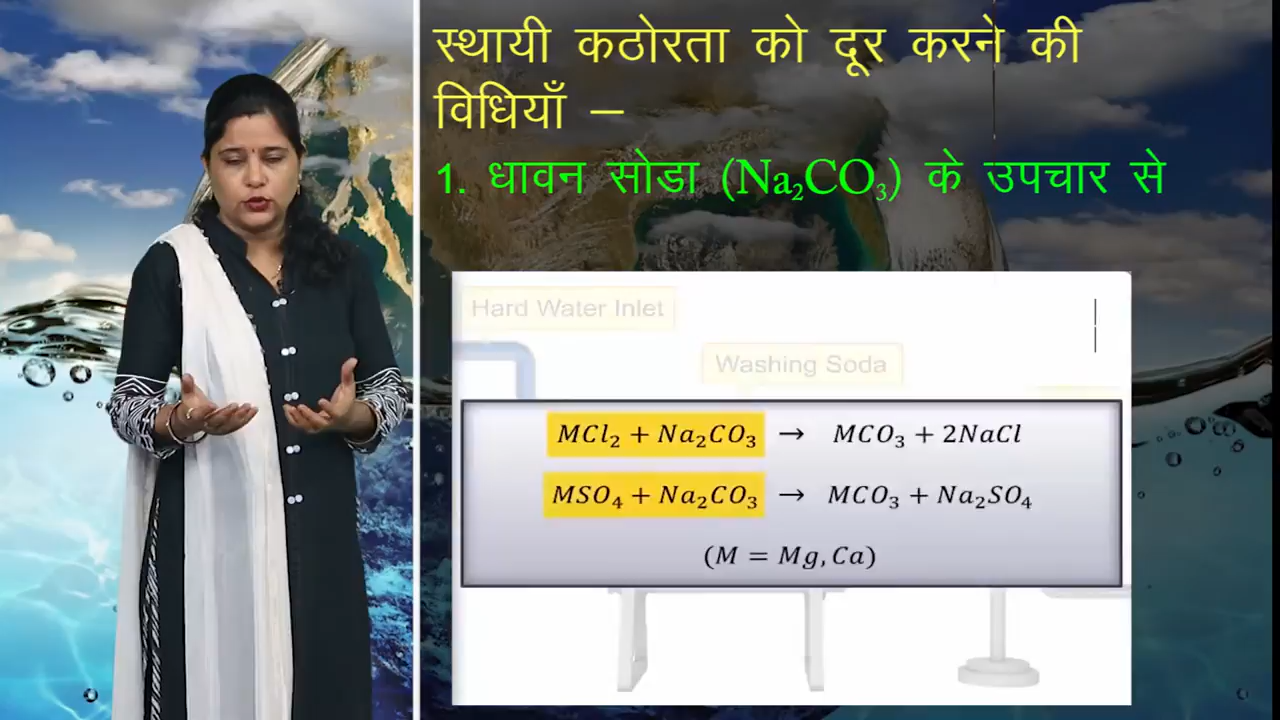 स्थायी कठोरता को दूर करने की
विधियाँ –
1. धावन सोडा (Na₂CO₃) के उपचार से
Hard Water Inlet
Washing Soda
MCl₂ + Na₂CO₃ → MCO₃ + 2NaCl
MSO₄ + Na₂CO₃ → MCO₃ + Na₂SO₄
(M = Mg, Ca)